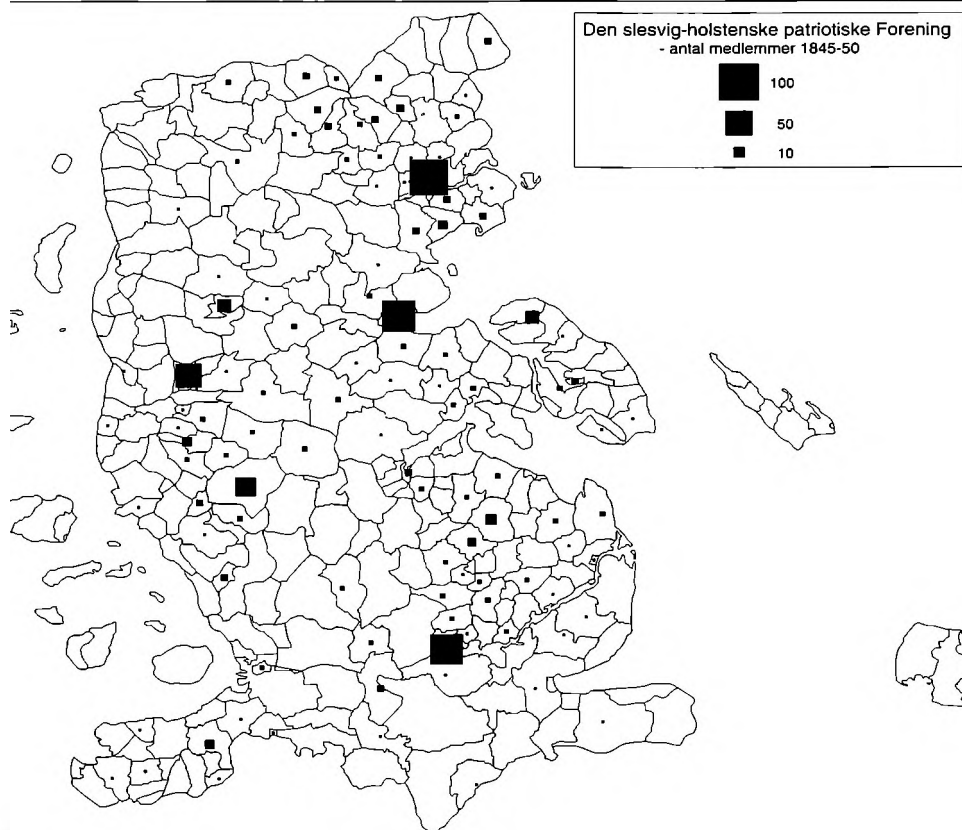 Den slesvig-holstenske patriotiske Forening
- antal medlemmer 1845-50
100
50
10